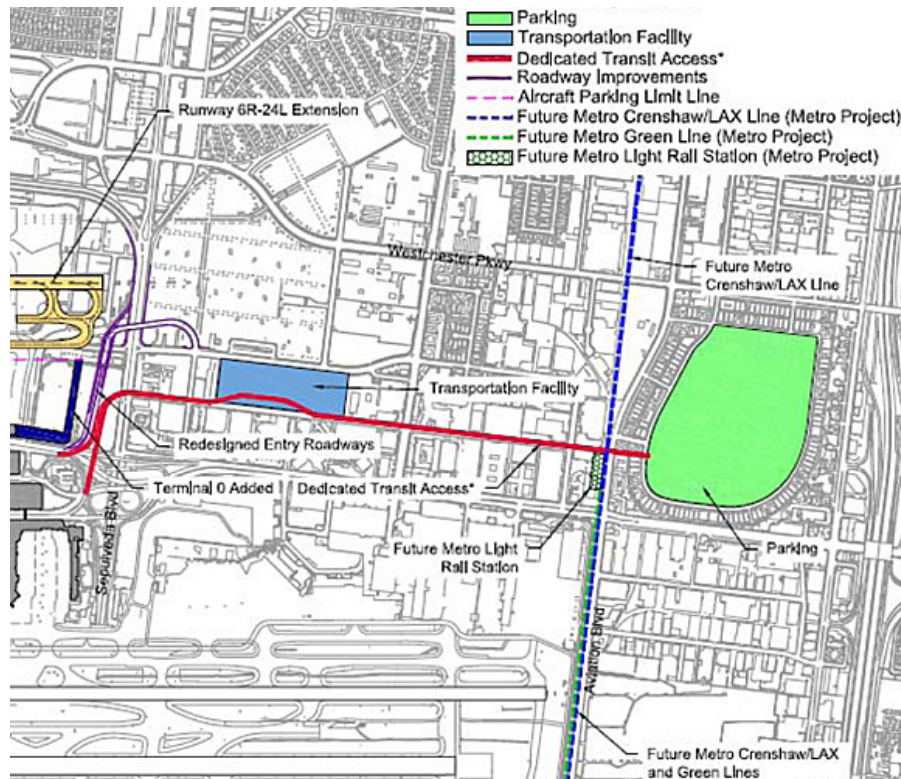 Parking
Transportation Facility
Dedicated Transit Access*
Roadway Improvements
Aircraft Parking Limit Line
Future Metro Crenshaw/LAX Line (Metro Project)
Future Metro Green Line (Metro Project)
Future Metro Light Rail Station (Metro Project)
Runway 6R-24L Extension
Westchester Pkwy
Future Metro
Crenshaw/LAX Line
Transportation Facility
Redesigned Entry Roadways
Terminal 0 Added
Dedicated Transit Access*
Sepulveda Blvd
Future Metro Light
Rail Station
Parking
Aviation Blvd
Future Metro Crenshaw/LAX
and Green Lines